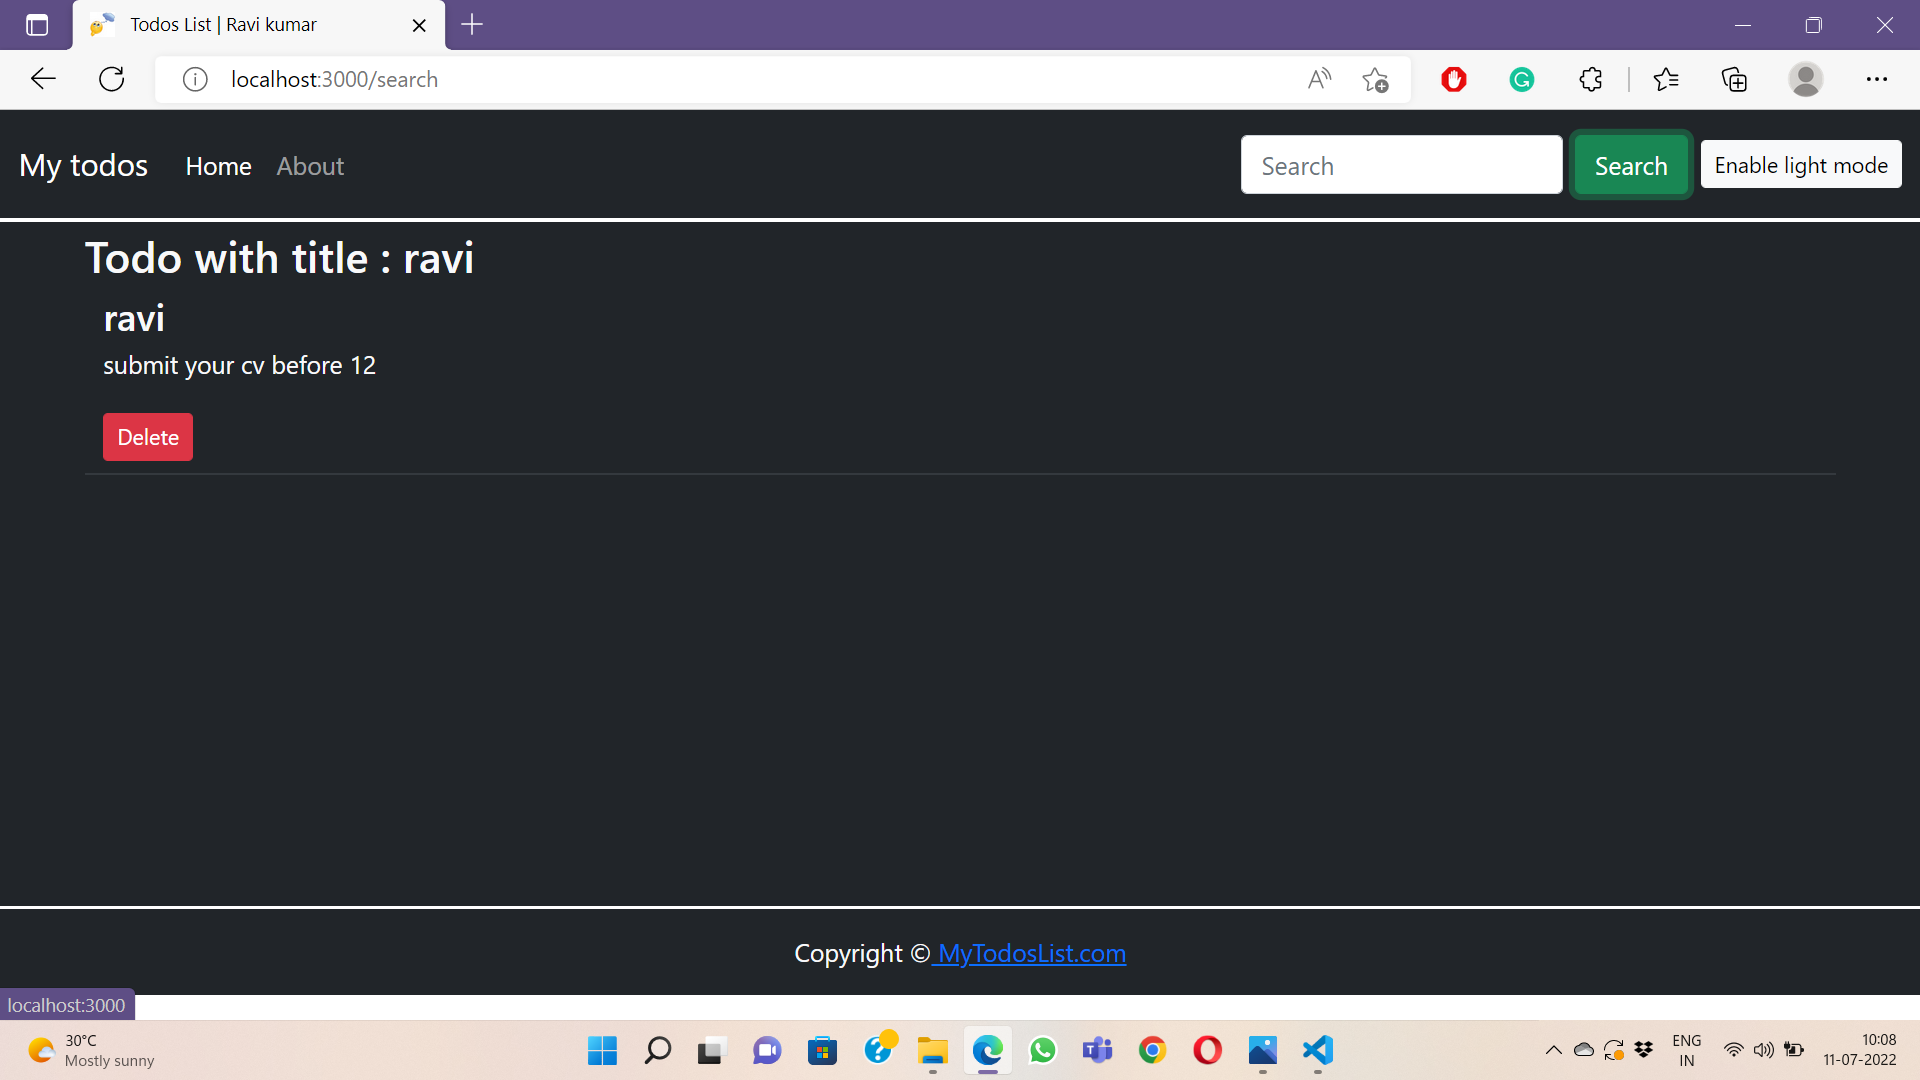 Todos List | Ravi kumar
localhost:3000/search
My todos Home About Search Search Enable light mode
Todo with title : ravi
ravi
submit your cv before 12
Delete
Copyright © MyTodosList.com
localhost:3000
30°C
Mostly sunny
ENG
IN
10:08
11-07-2022